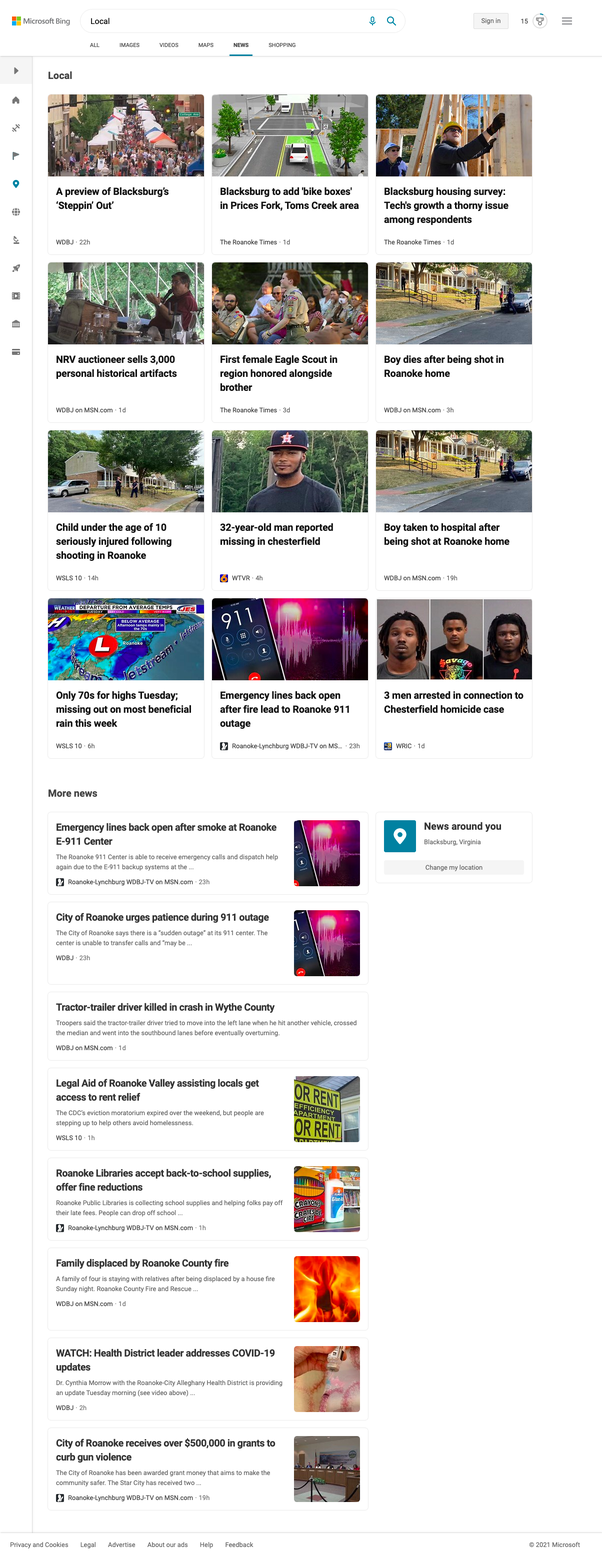 Microsoft Bing
Local
Sign in
15
ALL
IMAGES
VIDEOS
MAPS
NEWS
SHOPPING
Local
A preview of Blacksburg's
'Steppin' Out'
WDBJ · 22h
Blacksburg to add 'bike boxes'
in Prices Fork, Toms Creek area
The Roanoke Times · 1d
Blacksburg housing survey:
Tech's growth a thorny issue
among respondents
The Roanoke Times · 1d
NRV auctioneer sells 3,000
personal historical artifacts
WDBJ on MSN.com · 1d
First female Eagle Scout in
region honored alongside
brother
The Roanoke Times · 3d
Boy dies after being shot in
Roanoke home
WDBJ on MSN.com · 3h
Child under the age of 10
seriously injured following
shooting in Roanoke
WSLS 10 · 14h
32-year-old man reported
missing in chesterfield
WTVR · 4h
Boy taken to hospital after
being shot at Roanoke home
WDBJ on MSN.com · 19h
WEATHER
DEPARTURE FROM AVERAGE TEMPS
BELOW AVERAGE
Afternoon temps mainly
in the 70s
H
L
Roanoke
Jetstream
Only 70s for highs Tuesday;
missing out on most beneficial
rain this week
WSLS 10 · 6h
911
Emergency lines back open
after fire lead to Roanoke 911
outage
Roanoke-Lynchburg WDBJ-TV on MS... · 23h
Savage
3 men arrested in connection to
Chesterfield homicide case
WRIC · 1d
More news
Emergency lines back open after smoke at Roanoke
E-911 Center
The Roanoke 911 Center is able to receive emergency calls and dispatch help
again due to the E-911 backup systems at the ...
Roanoke-Lynchburg WDBJ-TV on MSN.com · 23h
News around you
Blacksburg, Virginia
Change my location
City of Roanoke urges patience during 911 outage
The City of Roanoke says there is a "sudden outage" at its 911 center. The
center is unable to transfer calls and "may be ...
WDBJ · 23h
Tractor-trailer driver killed in crash in Wythe County
Troopers said the tractor-trailer driver tried to move into the left lane when he hit another vehicle, crossed
the median and went into the southbound lanes before eventually overturning.
WDBJ on MSN.com · 1d
Legal Aid of Roanoke Valley assisting locals get
access to rent relief
The CDC's eviction moratorium expired over the weekend, but people are
stepping up to help others avoid homelessness.
WSLS 10 · 1h
OR RENT
EFFICIENCY
APARTMENT
OR RENT
Roanoke Libraries accept back-to-school supplies,
offer fine reductions
Roanoke Public Libraries is collecting school supplies and helping folks pay off
their late fees. People can drop off school ...
Roanoke-Lynchburg WDBJ-TV on MSN.com · 1h
Family displaced by Roanoke County fire
A family of four is staying with relatives after being displaced by a house fire
Sunday night. Roanoke County Fire and Rescue ...
WDBJ on MSN.com · 1d
WATCH: Health District leader addresses COVID-19
updates
Dr. Cynthia Morrow with the Roanoke-City Alleghany Health District is providing
an update Tuesday morning (see video above) ...
WDBJ · 2h
City of Roanoke receives over $500,000 in grants to
curb gun violence
The City of Roanoke has been awarded grant money that aims to make the
community safer. The Star City has received two ...
Roanoke-Lynchburg WDBJ-TV on MSN.com · 19h
Privacy and Cookies
Legal
Advertise
About our ads
Help
Feedback
© 2021 Microsoft